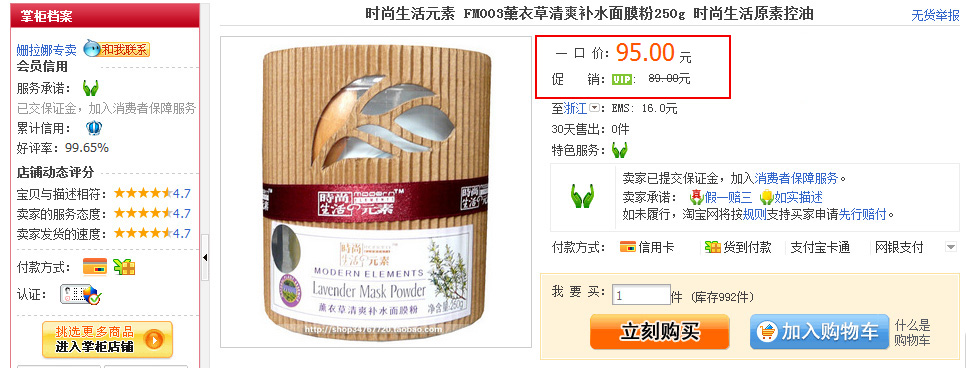 掌柜档案
姗拉娜专卖 和我联系
会员信用
服务承诺：
已交保证金，加入消费者保障服务
累计信用：
好评率：99.65%
店铺动态评分
宝贝与描述相符： 4.7
卖家的服务态度： 4.7
卖家发货的速度： 4.7
付款方式：
认证：
挑选更多商品
进入掌柜店铺
时尚生活元素 FM003薰衣草清爽补水面膜粉250g 时尚生活原素控油
无货举报
時尚生活元素 modern ELEMENTS TM
時尚生活元素 modern ELEMENTS
MODERN ELEMENTS
Lavender Mask Powder
薰衣草清爽补水面膜粉 净含量250g
http://shop34767720.taobao.com
一 口 价：95.00 元
促 销：VIP: 89.00元
至浙江：EMS: 16.0元
30天售出：0件
特色服务：
卖家已提交保证金，加入消费者保障服务。
卖家承诺： 假一赔三 如实描述
如未履行，淘宝网将按规则支持买家申请先行赔付。
付款方式： 信用卡 货到付款 支付宝卡通 网银支付
我 要 买：1 件 (库存992件)
立刻购买 加入购物车 什么是
购物车